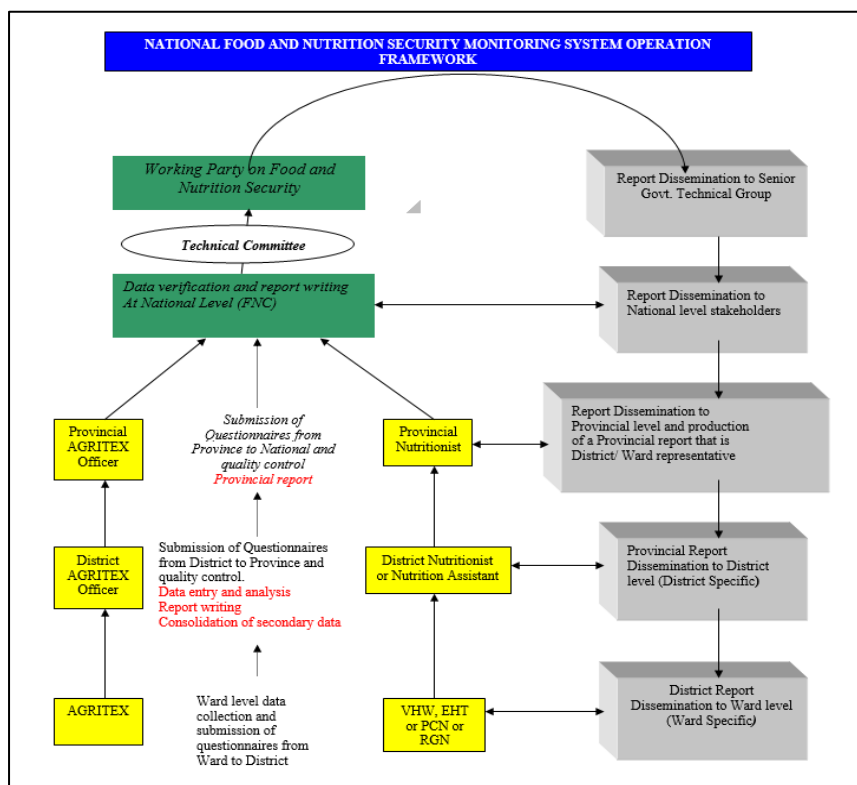 NATIONAL FOOD AND NUTRITION SECURITY MONITORING SYSTEM OPERATION
FRAMEWORK
Working Party on Food and
Nutrition Security
Report Dissemination to Senior
Govt. Technical Group
Technical Committee
Data verification and report writing
At National Level (FNC)
Report Dissemination to
National level stakeholders
Provincial
AGRITEX
Officer
Submission of
Questionnaires from
Province to National and
quality control
Provincial report
Provincial
Nutritionist
Report Dissemination to
Provincial level and production
of a Provincial report that is
District/ Ward representative
District
AGRITEX
Officer
Submission of Questionnaires
from District to Province and
quality control.
Data entry and analysis
Report writing
Consolidation of secondary data
District Nutritionist
or Nutrition Assistant
Provincial Report
Dissemination to District
level (District Specific)
AGRITEX
Ward level data
collection and
submission of
questionnaires from
Ward to District
VHW, EHT
or PCN or
RGN
District Report
Dissemination to Ward level
(Ward Specific)